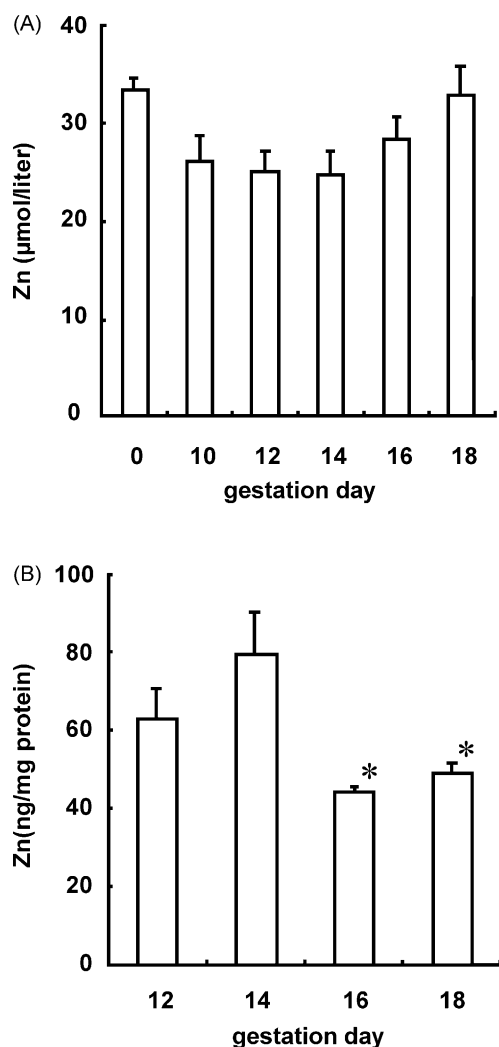 (A)
40
30
20
10
0
Zn (μmol/liter)
0 10 12 14 16 18
gestation day
(B)
100
80
60
40
20
0
Zn(ng/mg protein)
* *
12 14 16 18
gestation day